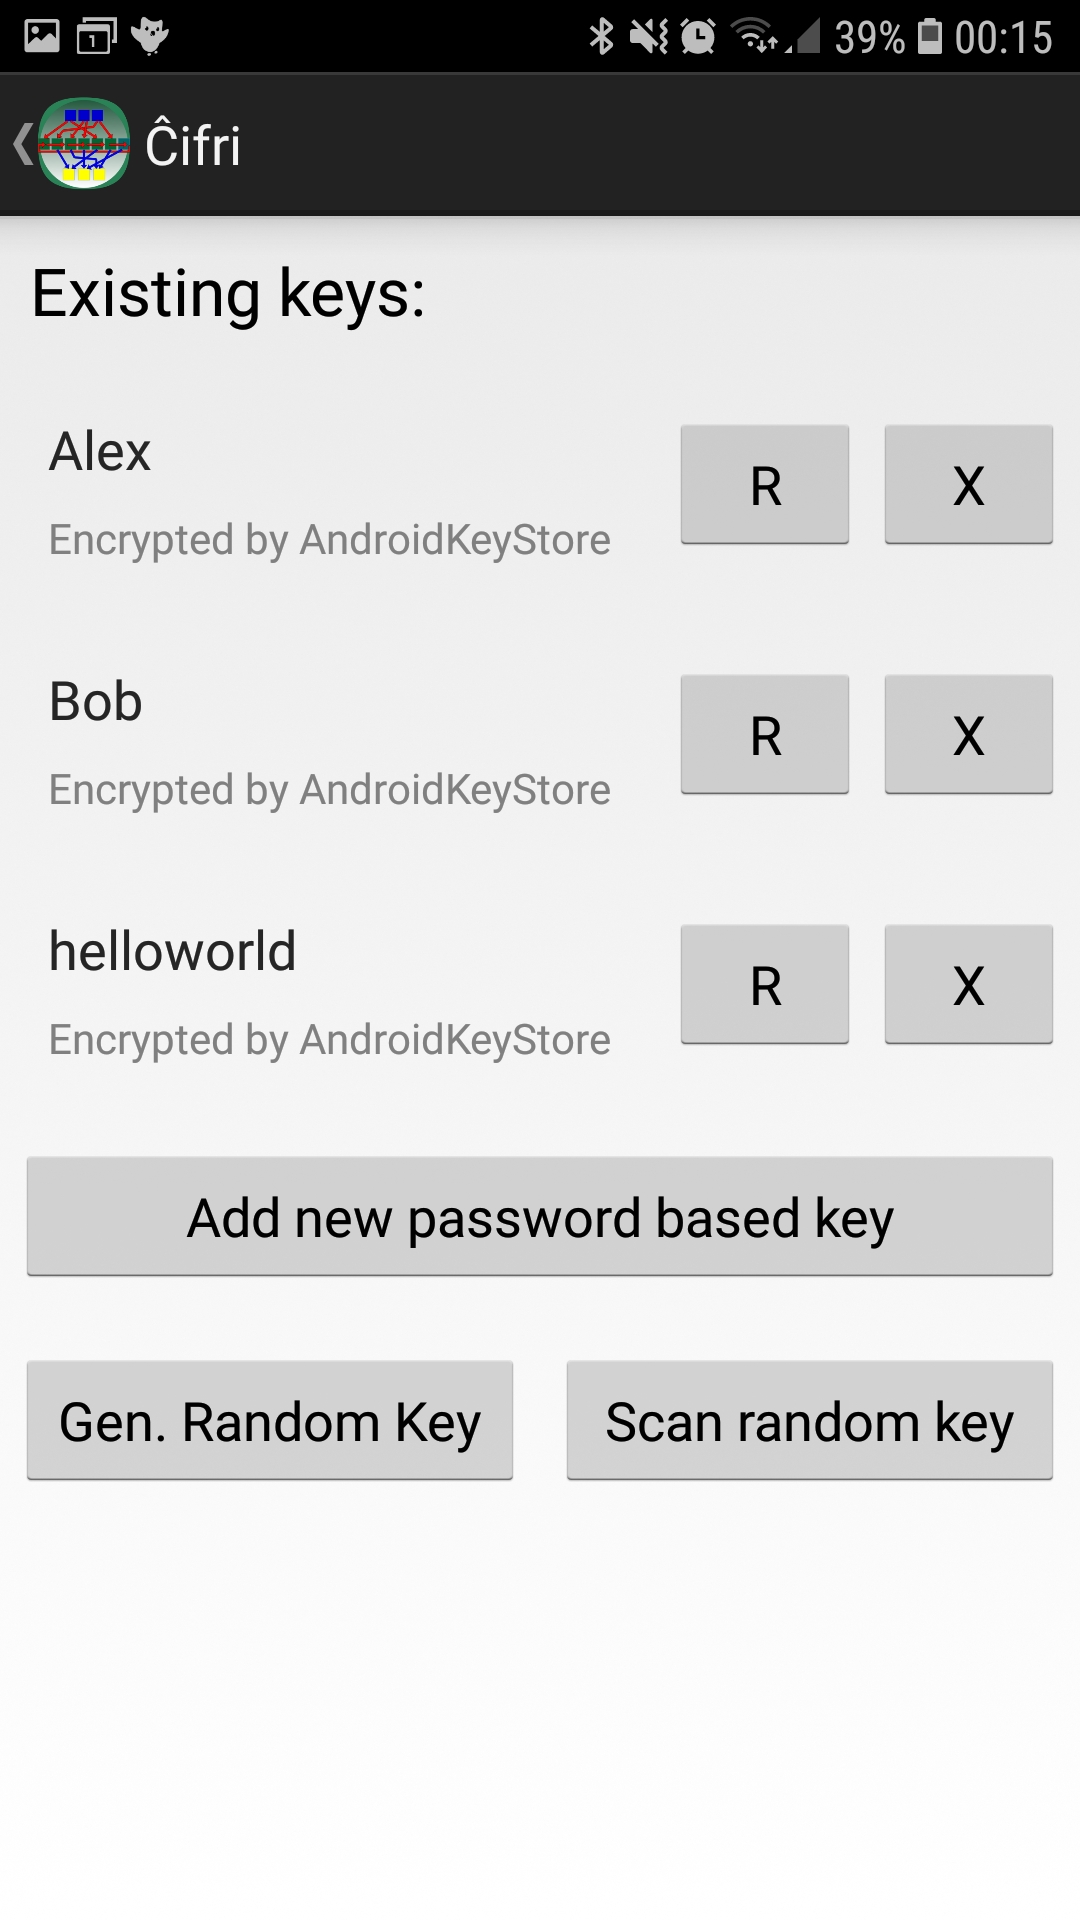 1 39% 00:15
Ĉifri
Existing keys:
Alex
R X
Encrypted by AndroidKeyStore
Bob
R X
Encrypted by AndroidKeyStore
helloworld
R X
Encrypted by AndroidKeyStore
Add new password based key
Gen. Random Key Scan random key